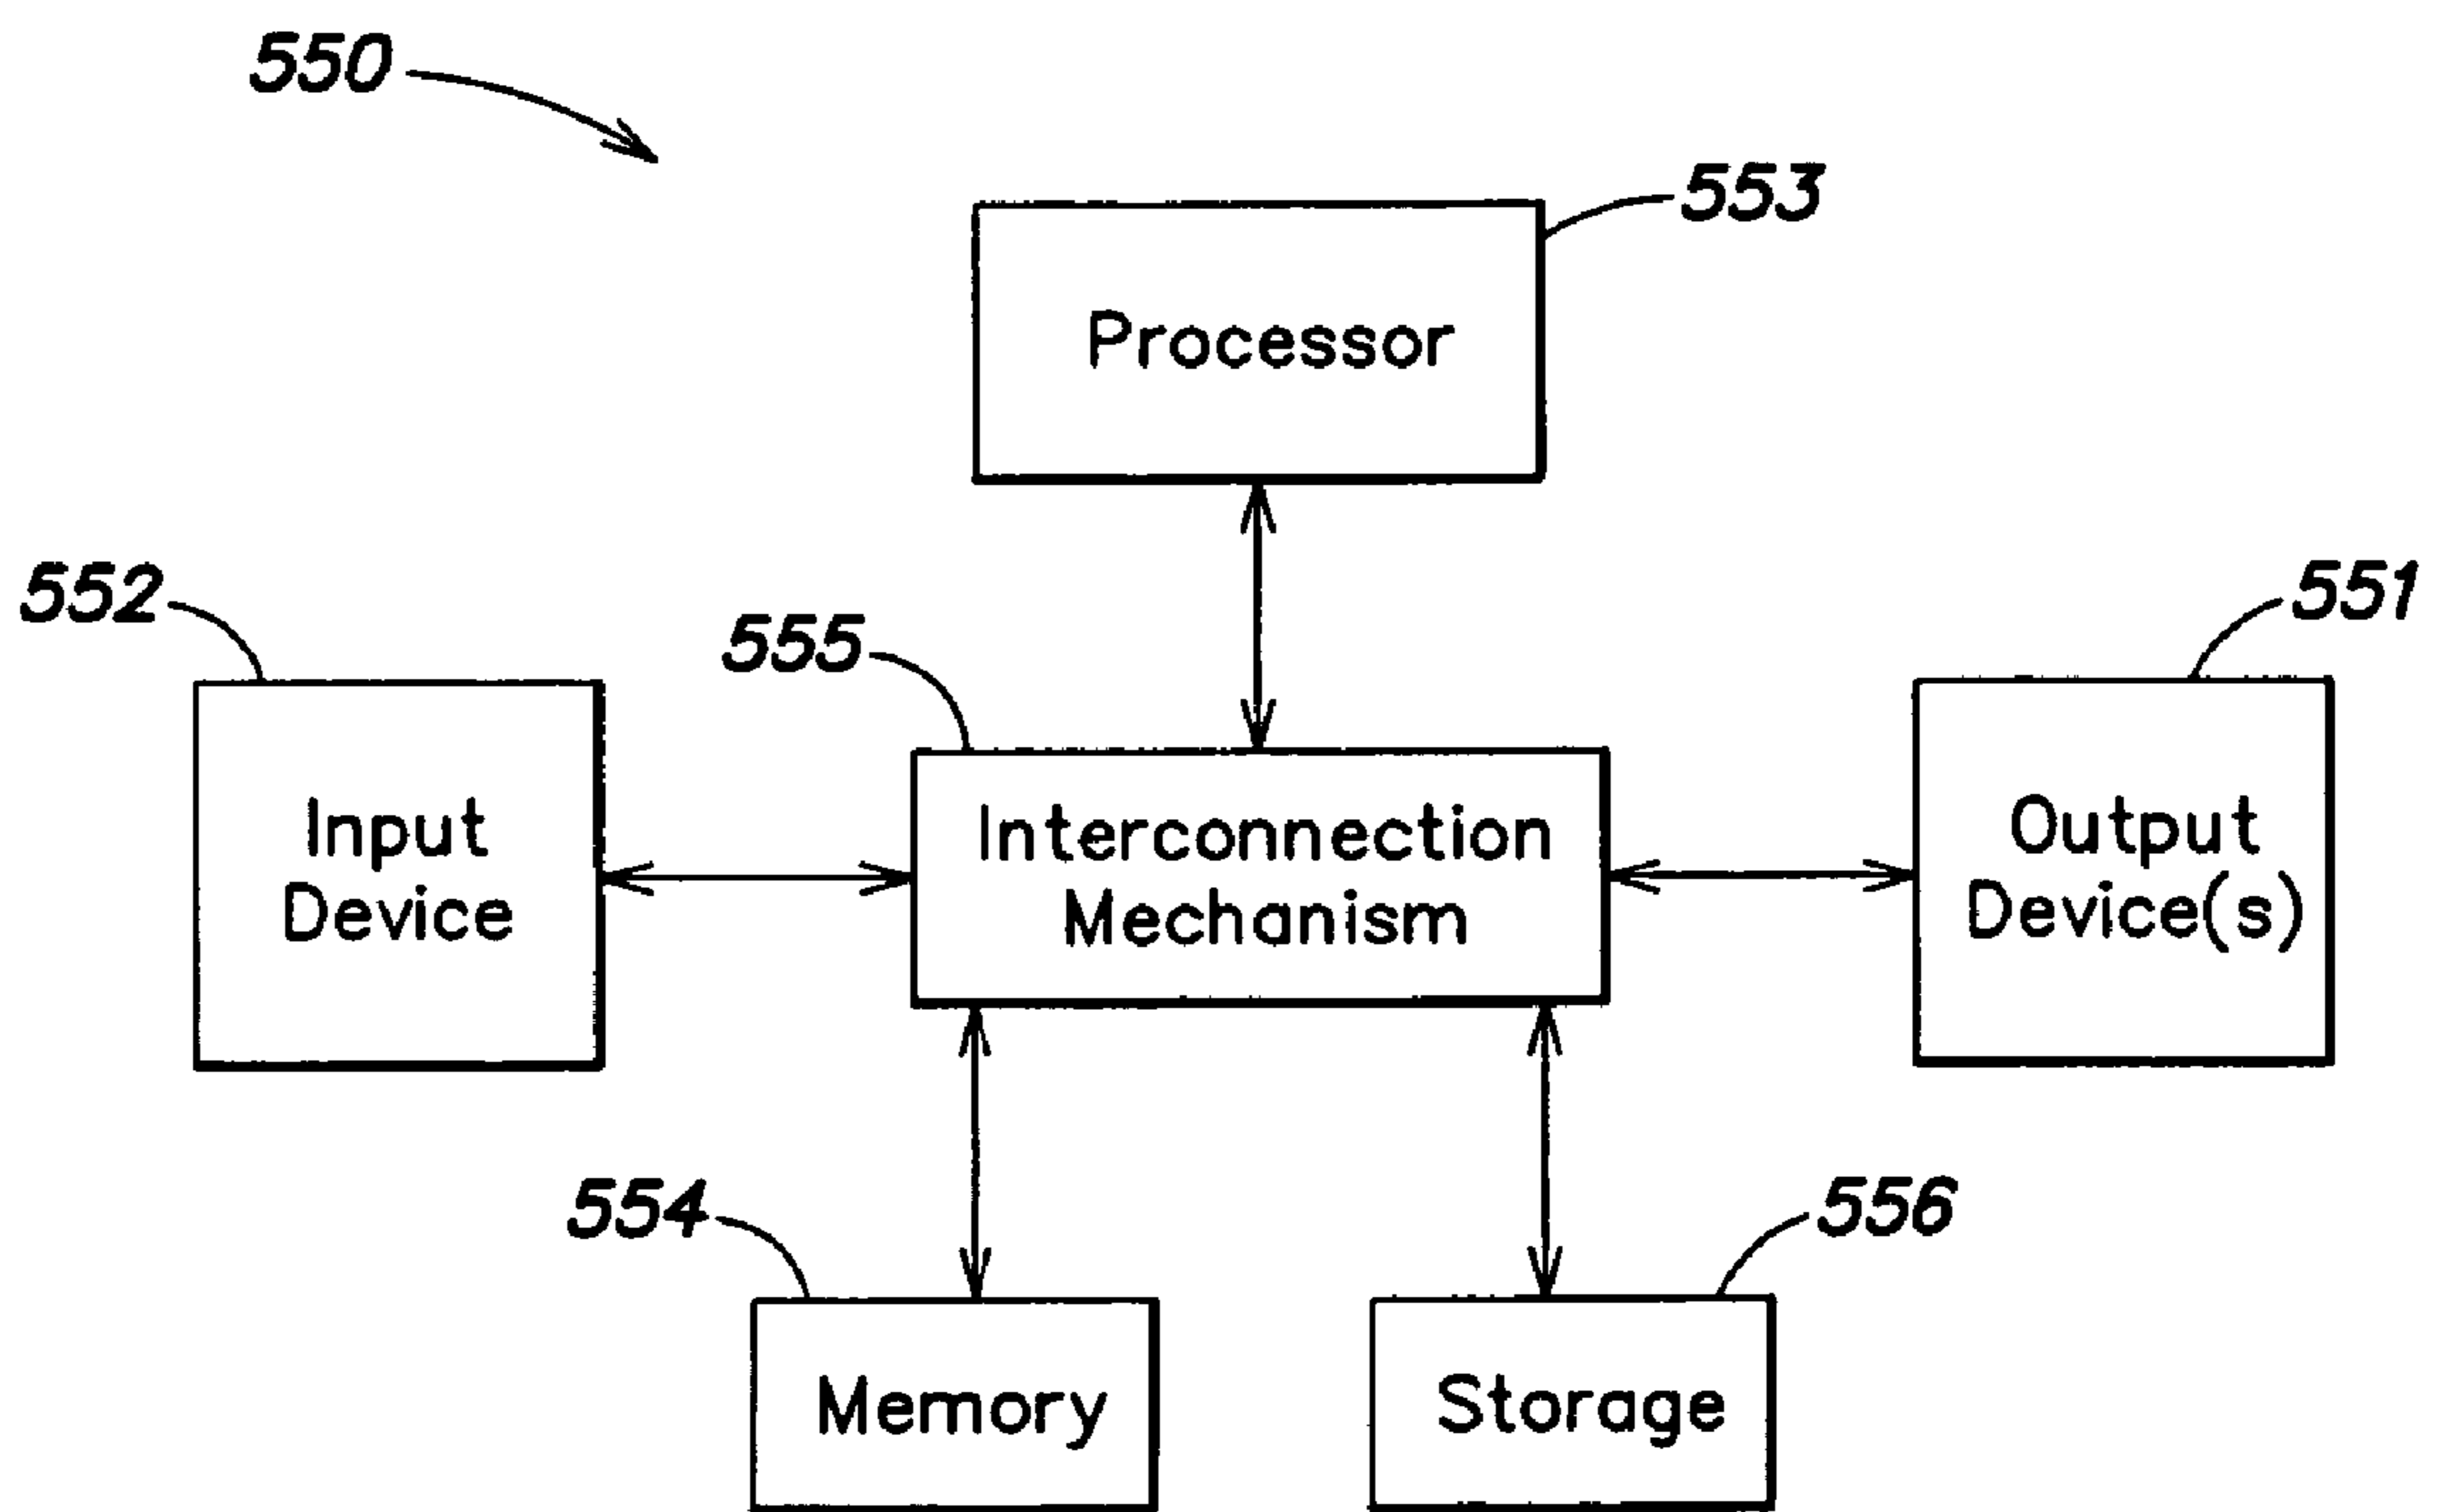 550
553
Processor
552
555
551
Input
Device
Interconnection
Mechanism
Output
Device(s)
554
556
Memory
Storage